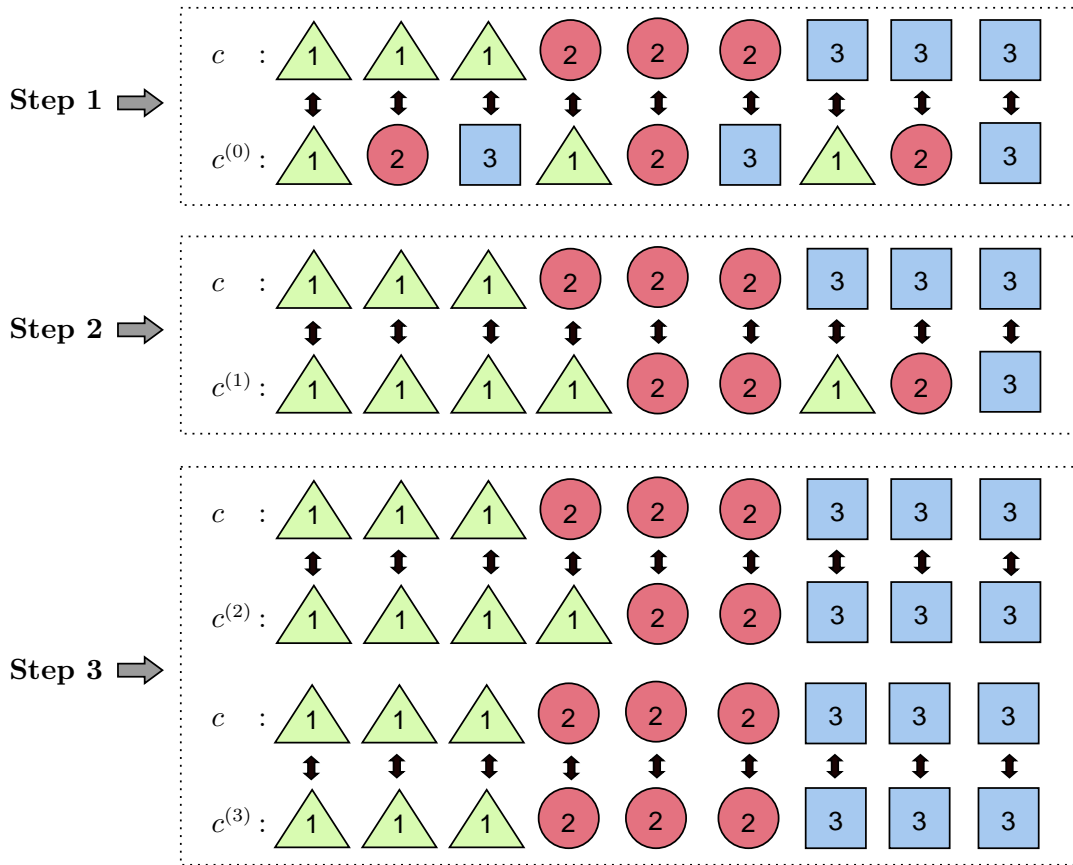 c : 1 1 1 2 2 2 3 3 3
Step 1
c^{(0)} : 1 2 3 1 2 3 1 2 3
c : 1 1 1 2 2 2 3 3 3
Step 2
c^{(1)} : 1 1 1 1 2 2 1 2 3
c : 1 1 1 2 2 2 3 3 3
c^{(2)} : 1 1 1 1 2 2 3 3 3
Step 3
c : 1 1 1 2 2 2 3 3 3
c^{(3)} : 1 1 1 2 2 2 3 3 3